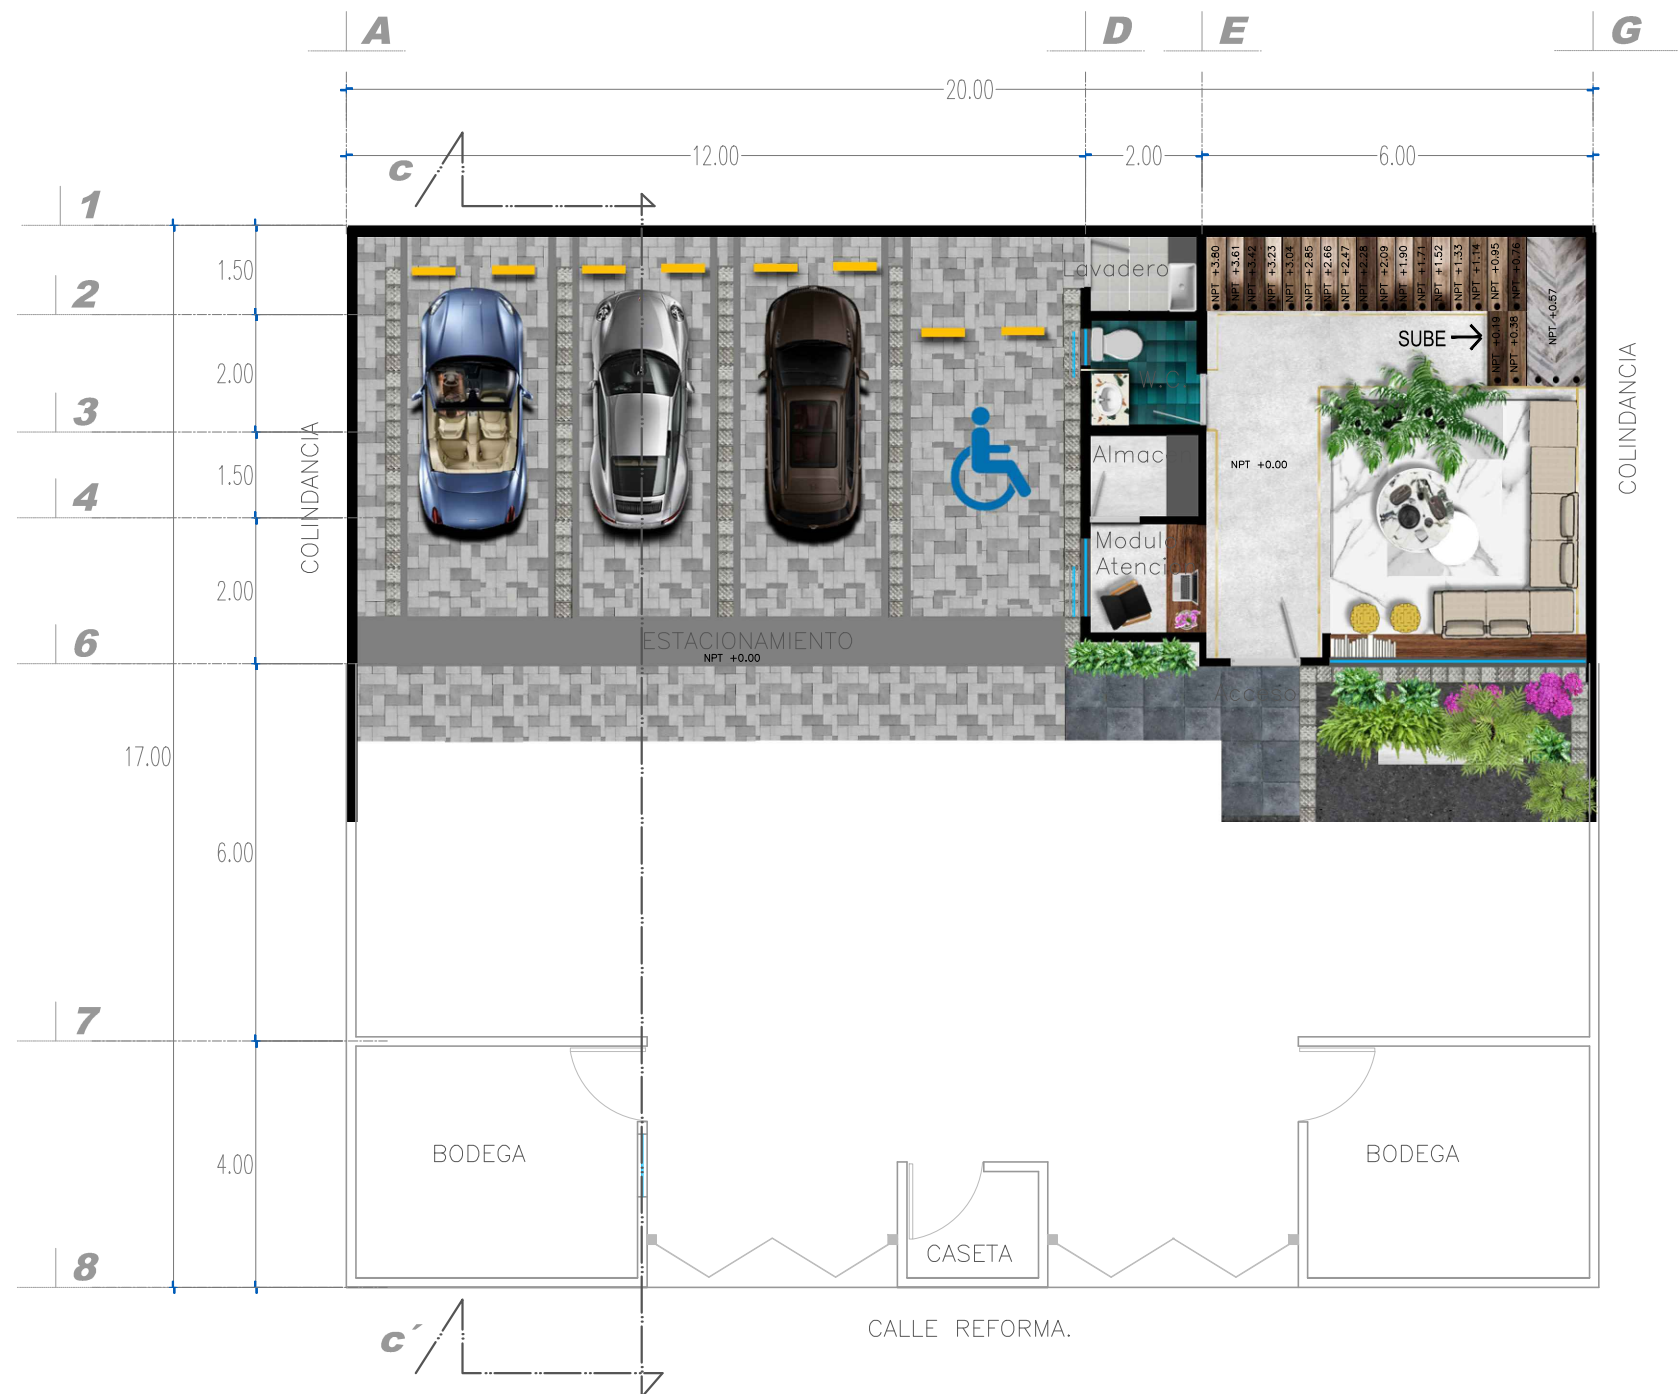 A D E G
20.00
12.00 2.00 6.00
c
1
2
3
4
6
7
8
1.50
2.00
1.50
2.00
17.00
6.00
4.00
COLINDANCIA
COLINDANCIA
Lavadero
W.C
Almac
Modul
Atenci
NPT +3.80
NPT +3.61
NPT +3.42
NPT +3.23
NPT +3.04
NPT +2.85
NPT +2.66
NPT +2.47
NPT +2.28
NPT +2.09
NPT +1.90
NPT +1.71
NPT +1.52
NPT +1.33
NPT +1.14
NPT +0.95
NPT +0.76
NPT +0.57
NPT +0.19
NPT +0.38
SUBE
NPT +0.00
ESTACIONAMIENTO
NPT +0.00
Acceso
BODEGA
BODEGA
CASETA
CALLE REFORMA.
c´